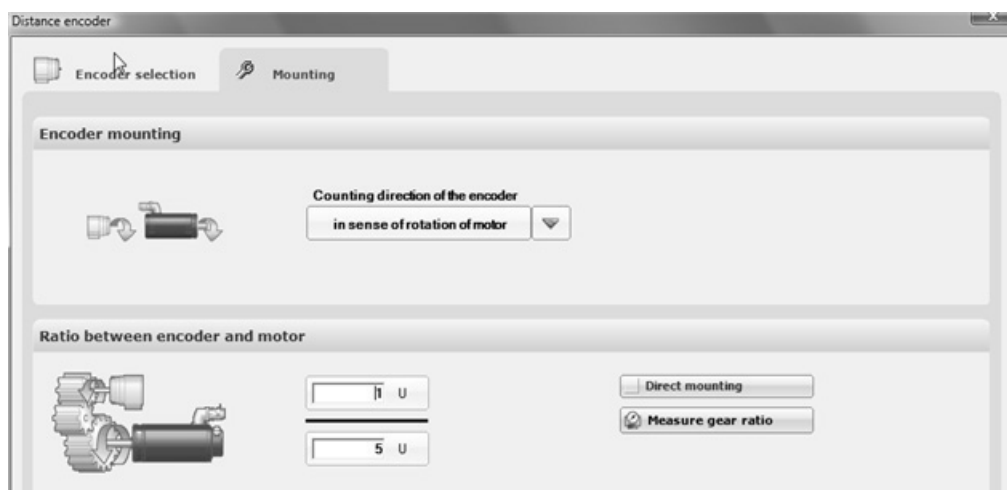 Distance encoder
Encoder selection
Mounting
Encoder mounting
Counting direction of the encoder
in sense of rotation of motor
Ratio between encoder and motor
1 U
Direct mounting
Measure gear ratio
5 U